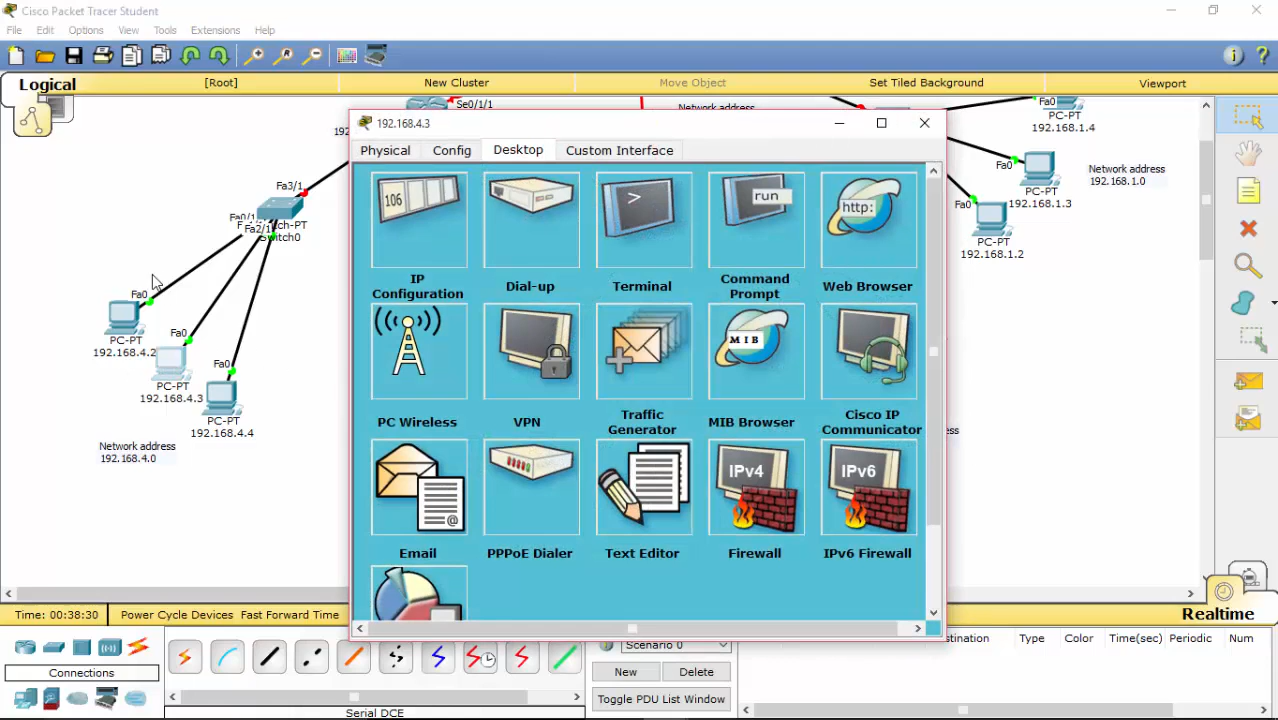 Cisco Packet Tracer Student
File Edit Options View Tools Extensions Help
Logical
[Root]
New Cluster
Move Object
Set Tiled Background
Viewport
Se0/1/1
Network address
Fa0
PC-PT
192.168.1.4
Fa0
PC-PT
192.168.1.3
Network address
192.168.1.0
Fa0
PC-PT
192.168.1.2
Fa3/1
Fa0/1
Fa2/1
Switch0
Fa0
PC-PT
192.168.4.2
Fa0
PC-PT
192.168.4.3
Fa0
PC-PT
192.168.4.4
Network address
192.168.4.0
192.168.4.3
Physical Config Desktop Custom Interface
106
>
run
http:
IP Configuration
Dial-up
Terminal
Command Prompt
Web Browser
MIB
PC Wireless
VPN
Traffic Generator
MIB Browser
Cisco IP Communicator
@
IPv4
IPv6
Email
PPPoE Dialer
Text Editor
Firewall
IPv6 Firewall
Time: 00:38:30
Power Cycle Devices Fast Forward Time
Realtime
Scenario 0
New
Delete
Toggle PDU List Window
Type Color Time(sec) Periodic Num
Connections
Serial DCE